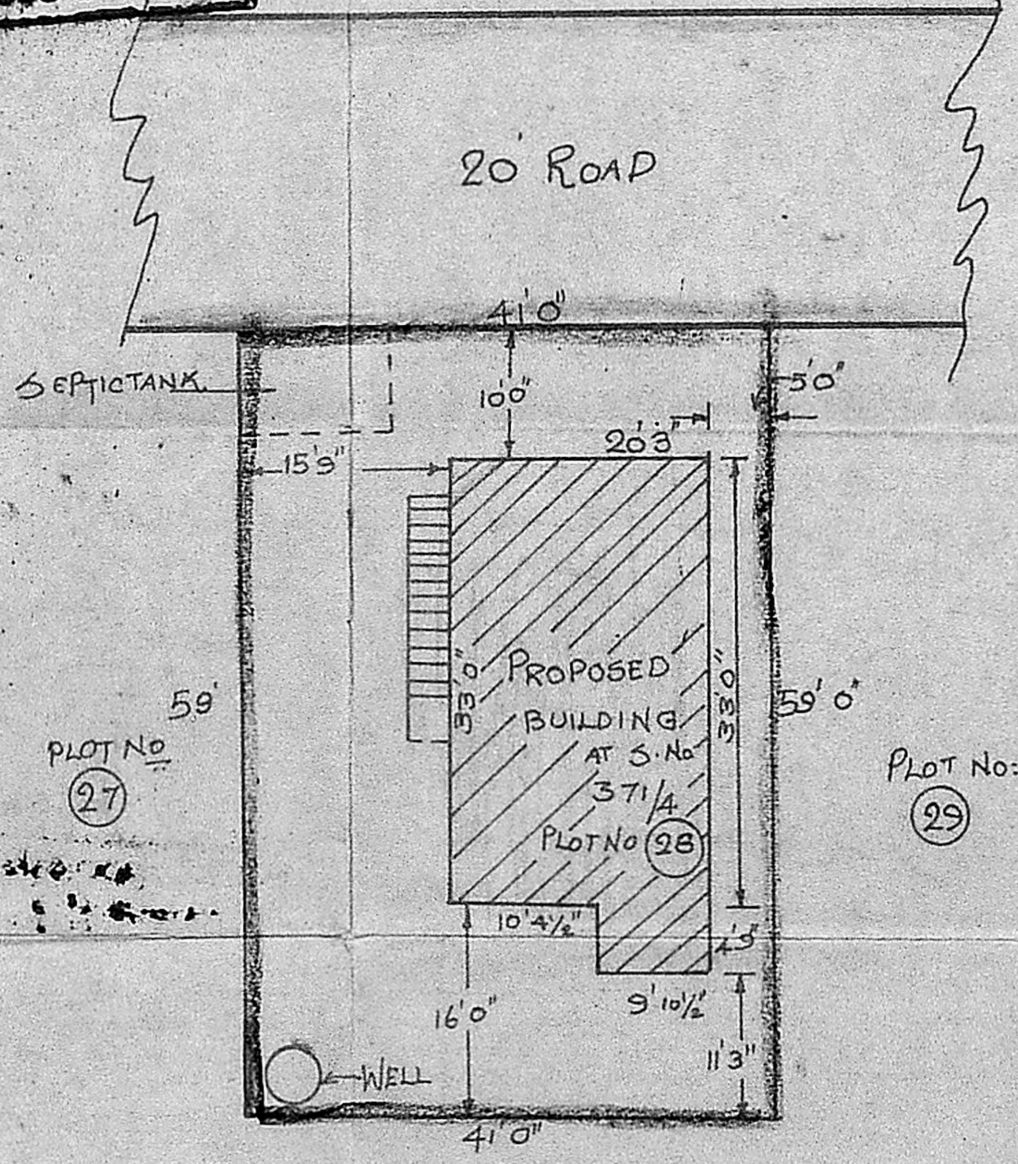 20' ROAD
41'0"
SEPTIC TANK
10'0"
5'0"
20'3"
15'9"
33'0"
PROPOSED
BUILDING
AT S.No
371/4
PLOT NO 28
33'0"
59'
59' 0"
PLOT No
27
PLOT NO:
29
10'4½"
4'9"
9'10½"
16'0"
11'3"
WELL
41'0"